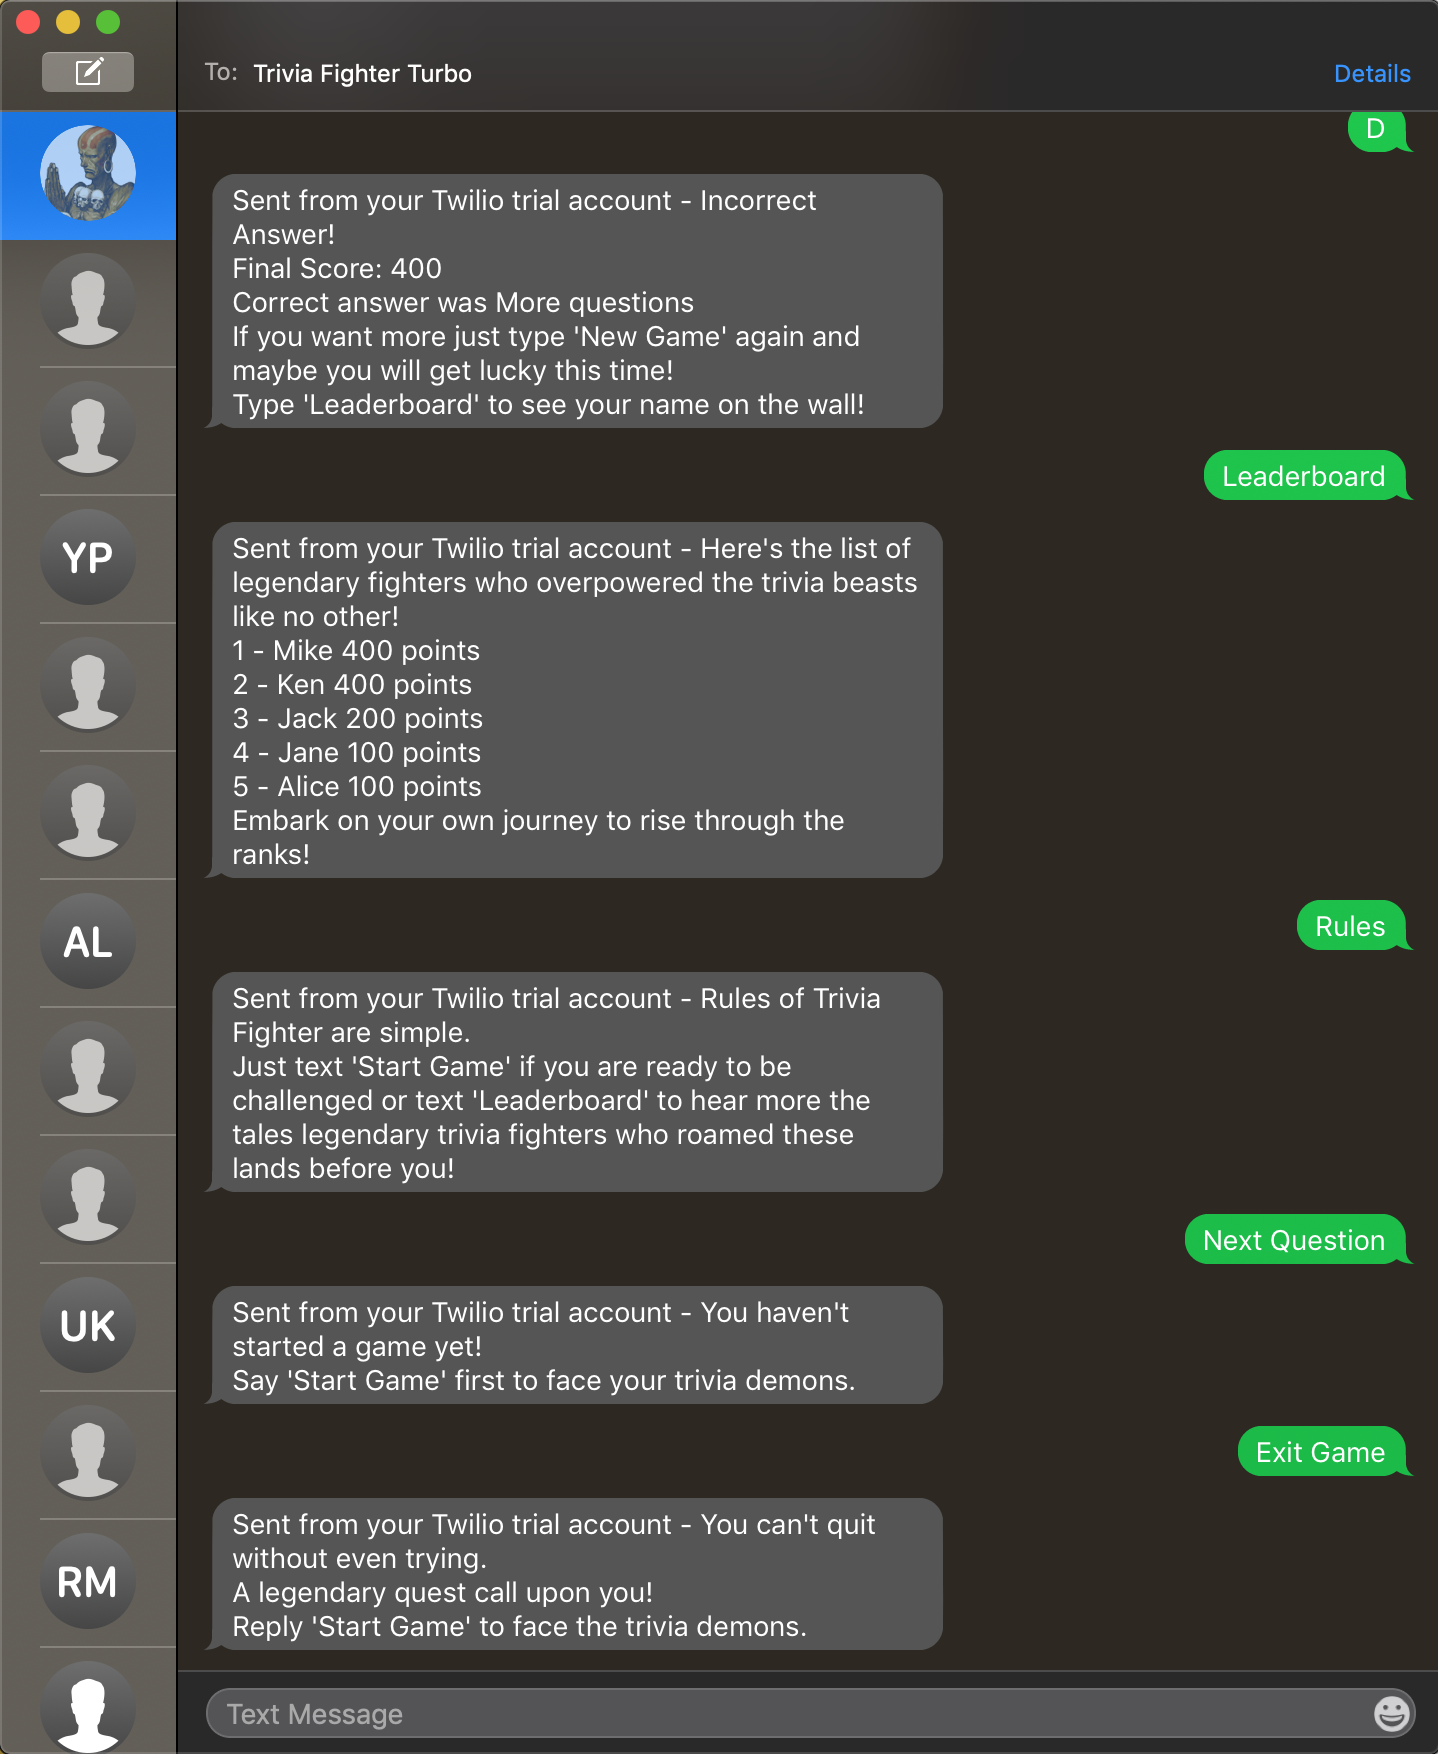 To: Trivia Fighter Turbo
Details
D
Sent from your Twilio trial account - Incorrect
Answer!
Final Score: 400
Correct answer was More questions
If you want more just type 'New Game' again and
maybe you will get lucky this time!
Type 'Leaderboard' to see your name on the wall!
Leaderboard
Sent from your Twilio trial account - Here's the list of
legendary fighters who overpowered the trivia beasts
like no other!
1 - Mike 400 points
2 - Ken 400 points
3 - Jack 200 points
4 - Jane 100 points
5 - Alice 100 points
Embark on your own journey to rise through the
ranks!
Rules
Sent from your Twilio trial account - Rules of Trivia
Fighter are simple.
Just text 'Start Game' if you are ready to be
challenged or text 'Leaderboard' to hear more the
tales legendary trivia fighters who roamed these
lands before you!
Next Question
Sent from your Twilio trial account - You haven't
started a game yet!
Say 'Start Game' first to face your trivia demons.
Exit Game
Sent from your Twilio trial account - You can't quit
without even trying.
A legendary quest call upon you!
Reply 'Start Game' to face the trivia demons.
Text Message
YP
AL
UK
RM